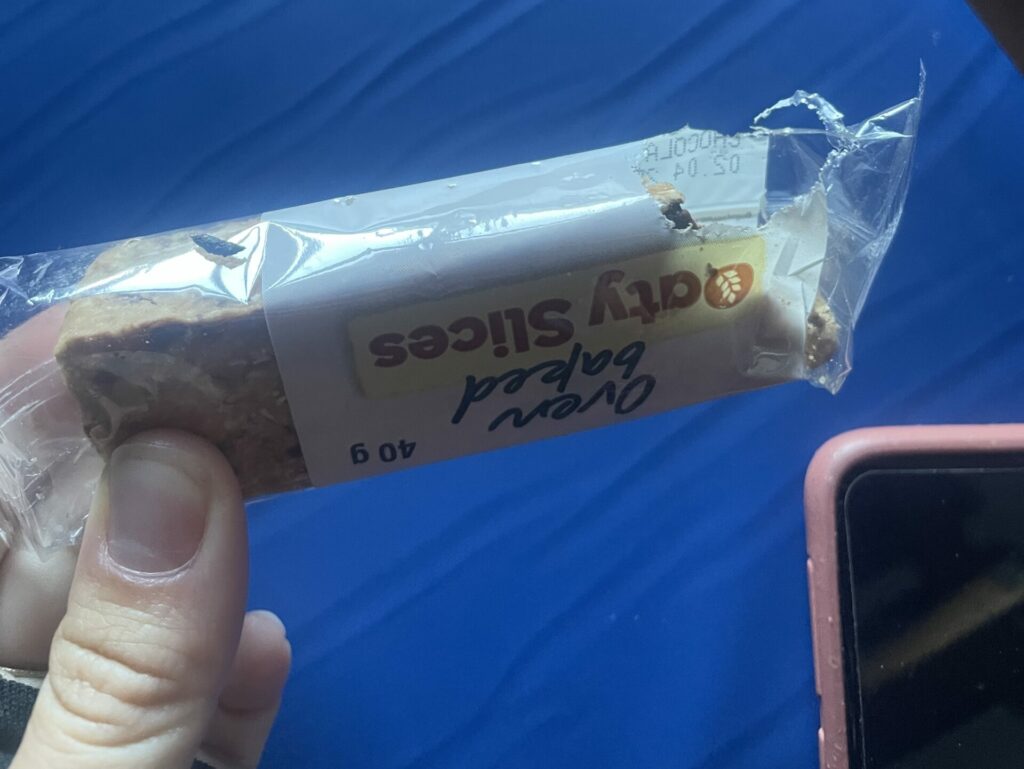 Oven
baked
Oaty Slices
40 g
CHOCOLA
02.04